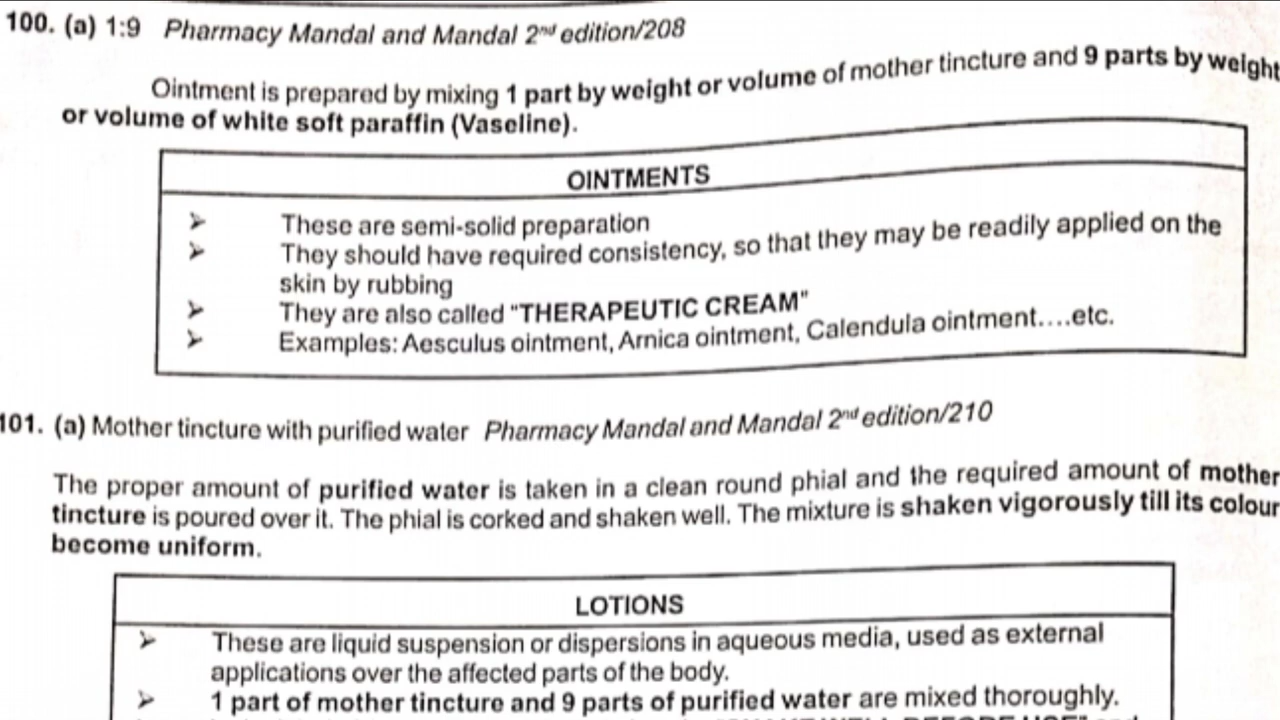 100. (a) 1:9 Pharmacy Mandal and Mandal 2nd edition/208
Ointment is prepared by mixing 1 part by weight or volume of mother tincture and 9 parts by weight
or volume of white soft paraffin (Vaseline).
OINTMENTS
➢ These are semi-solid preparation
➢ They should have required consistency, so that they may be readily applied on the
skin by rubbing
➢ They are also called "THERAPEUTIC CREAM"
➢ Examples: Aesculus ointment, Arnica ointment, Calendula ointment....etc.
101. (a) Mother tincture with purified water Pharmacy Mandal and Mandal 2nd edition/210
The proper amount of purified water is taken in a clean round phial and the required amount of mother
tincture is poured over it. The phial is corked and shaken well. The mixture is shaken vigorously till its colour
become uniform.
LOTIONS
➢ These are liquid suspension or dispersions in aqueous media, used as external
applications over the affected parts of the body.
➢ 1 part of mother tincture and 9 parts of purified water are mixed thoroughly.